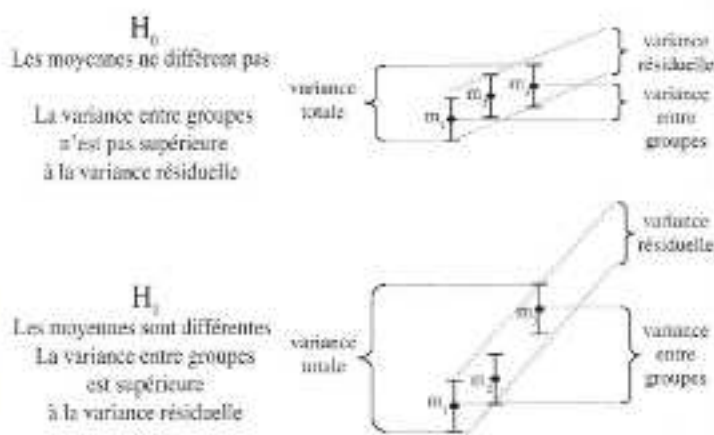 H₀
Les moyennes ne diffèrent pas
La variance entre groupes
n'est pas supérieure
à la variance résiduelle
variance
totale
m₁
m₂
m₃
variance
résiduelle
variance
entre
groupes
H₁
Les moyennes sont différentes
La variance entre groupes
est supérieure
à la variance résiduelle
variance
totale
m₁
m₂
m₃
variance
résiduelle
variance
entre
groupes